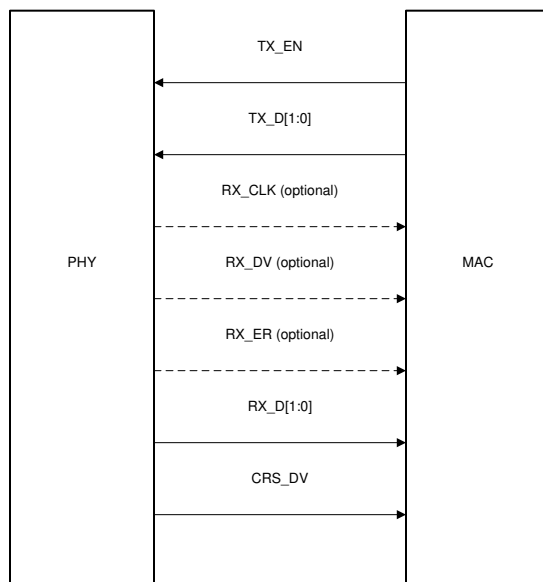 TX_EN
TX_D[1:0]
RX_CLK (optional)
PHY
RX_DV (optional)
MAC
RX_ER (optional)
RX_D[1:0]
CRS_DV